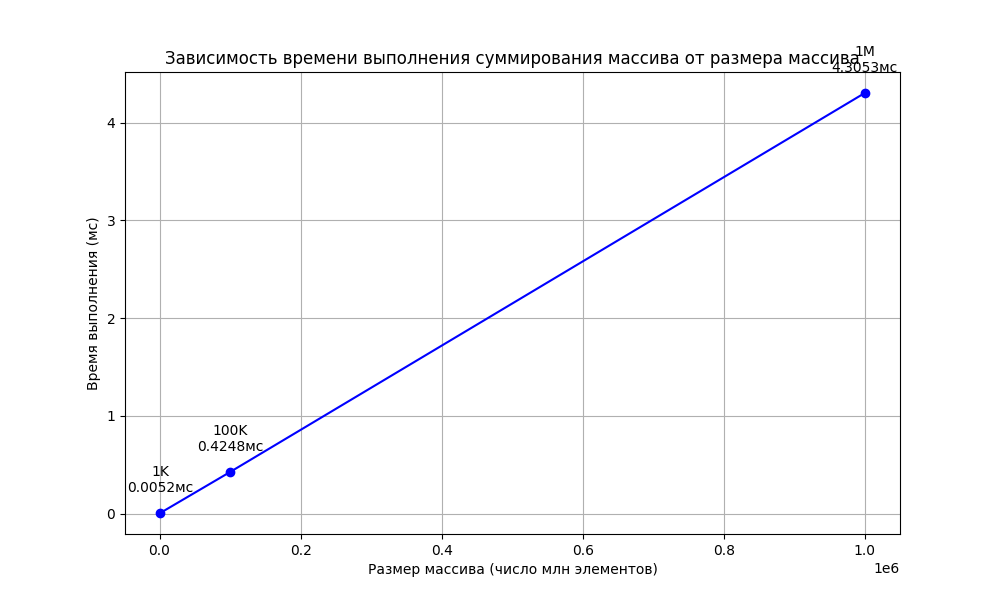 Зависимость времени выполнения суммирования массива от размера массива
1M
4.3053мс
4
3
2
1
0
Время выполнения (мс)
100K
0.4248мс
1K
0.0052мс
0.0
0.2
0.4
0.6
0.8
1.0
1e6
Размер массива (число млн элементов)